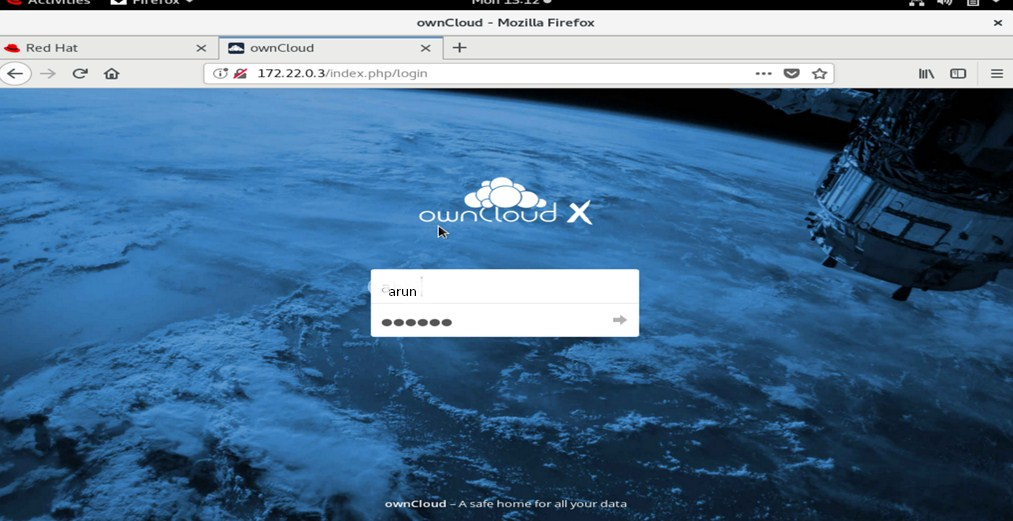 Activities Firefox Mon 13:12
ownCloud - Mozilla Firefox
Red Hat ownCloud
172.22.0.3/index.php/login
ownCloud X
arun
ownCloud – A safe home for all your data